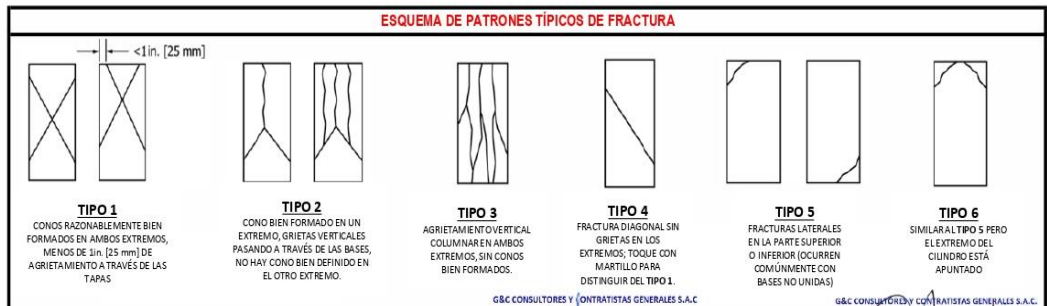 ESQUEMA DE PATRONES TÍPICOS DE FRACTURA
<1in. [25 mm]
TIPO 1
CONOS RAZONABLEMENTE BIEN
FORMADOS EN AMBOS EXTREMOS,
MENOS DE 1in. [25 mm] DE
AGRIETAMIENTO A TRAVÉS DE LAS
TAPAS
TIPO 2
CONO BIEN FORMADO EN UN
EXTREMO, GRIETAS VERTICALES
PASANDO A TRAVÉS DE LAS BASES,
NO HAY CONO BIEN DEFINIDO EN
EL OTRO EXTREMO.
TIPO 3
AGRIETAMIENTO VERTICAL
COLUMNAR EN AMBOS
EXTREMOS, SIN CONOS
BIEN FORMADOS.
TIPO 4
FRACTURA DIAGONAL SIN
GRIETAS EN LOS
EXTREMOS; TOQUE CON
MARTILLO PARA
DISTINGUIR DEL TIPO 1.
TIPO 5
FRACTURAS LATERALES
EN LA PARTE SUPERIOR
O INFERIOR (OCURREN
COMÚNMENTE CON
BASES NO UNIDAS)
TIPO 6
SIMILAR AL TIPO 5 PERO
EL EXTREMO DEL
CILINDRO ESTÁ
APUNTADO
G&C CONSULTORES Y CONTRATISTAS GENERALES S.A.C
G&C CONSULTORES Y CONTRATISTAS GENERALES S.A.C.